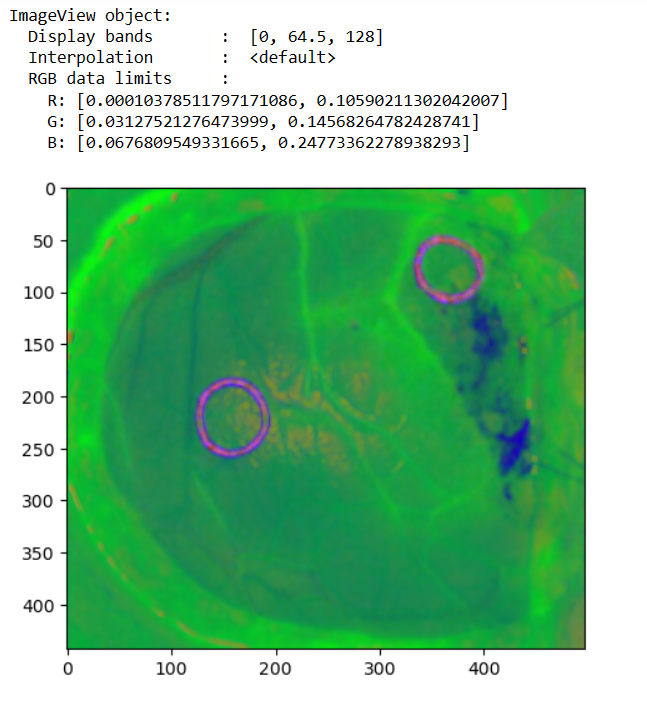 ImageView object:
Display bands : [0, 64.5, 128]
Interpolation : <default>
RGB data limits :
R: [0.00010378511797171086, 0.10590211302042007]
G: [0.03127521276473999, 0.14568264782428741]
B: [0.0676809549331665, 0.24773362278938293]
0
50
100
150
200
250
300
350
400
0 100 200 300 400